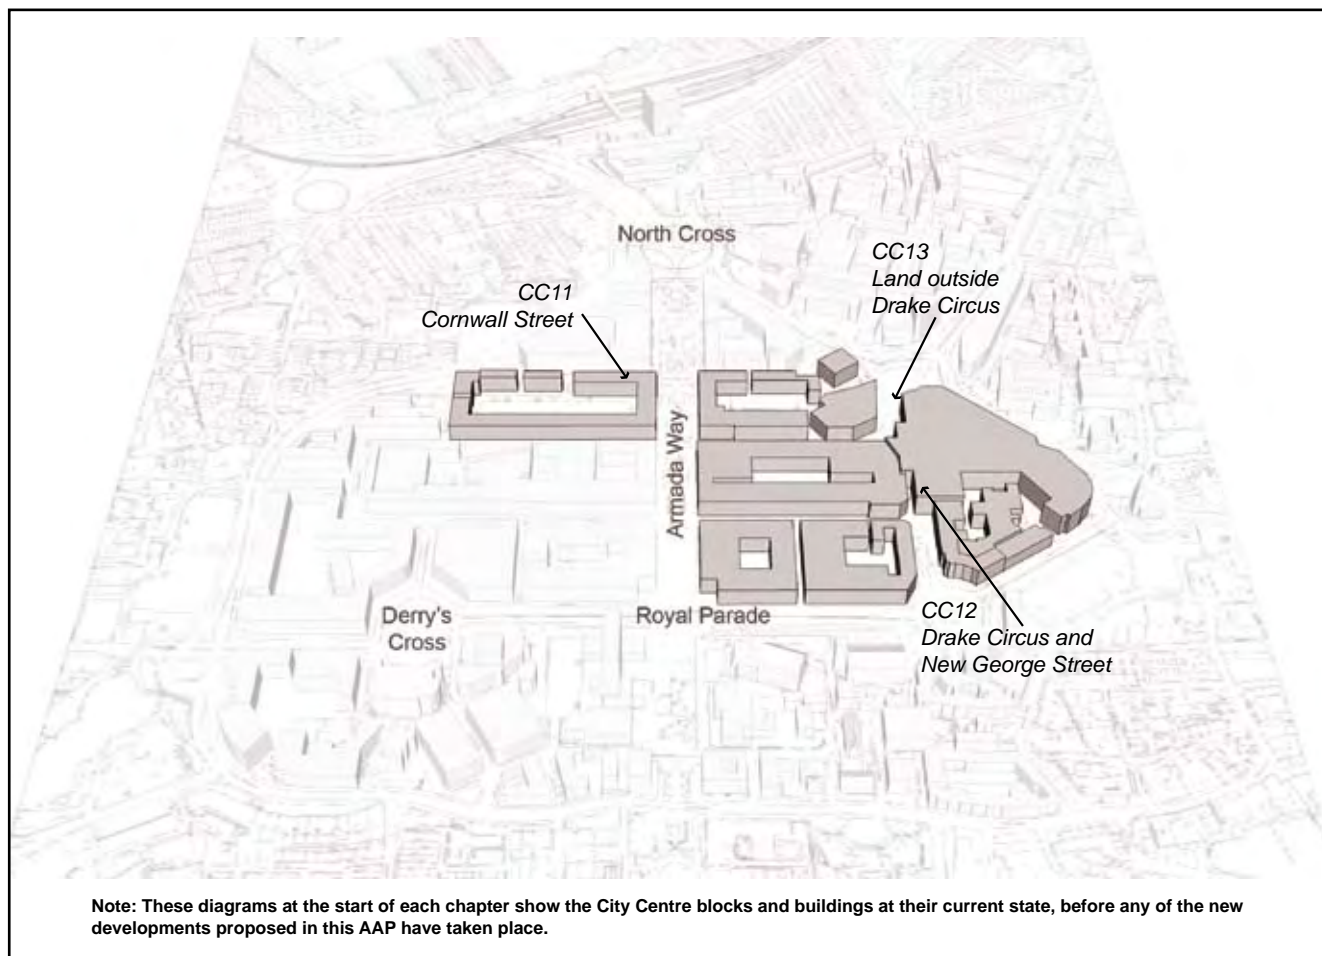 North Cross
CC13
Land outside
Drake Circus
CC11
Cornwall Street
Armada Way
Derry's
Cross
Royal Parade
CC12
Drake Circus and
New George Street
Note: These diagrams at the start of each chapter show the City Centre blocks and buildings at their current state, before any of the new
developments proposed in this AAP have taken place.